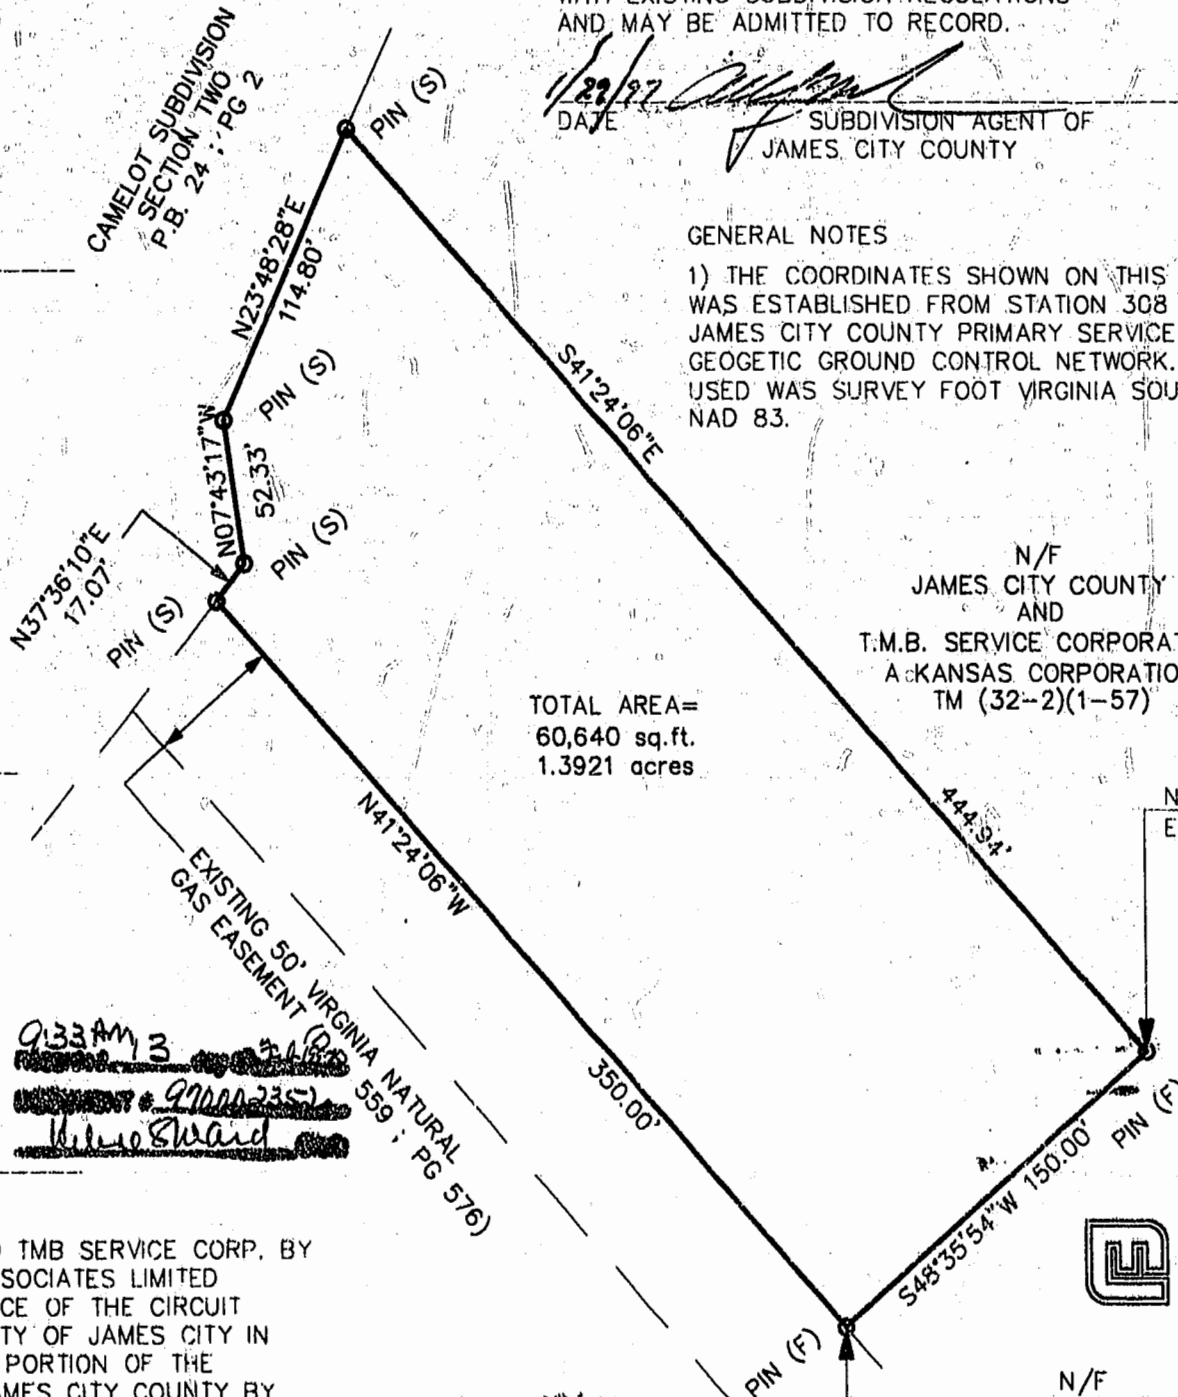 AND MAY BE ADMITTED TO RECORD.
1/29/97
DATE
SUBDIVISION AGENT OF
JAMES CITY COUNTY
CAMELOT SUBDIVISION
SECTION TWO
P.B. 24 ; PG 2
PIN (S)
N23°48'28"E
114.80'
PIN (S)
N07°43'17"W
52.33'
PIN (S)
N37°36'10"E
17.07'
PIN (S)
GENERAL NOTES
1) THE COORDINATES SHOWN ON THIS
WAS ESTABLISHED FROM STATION 308
JAMES CITY COUNTY PRIMARY SERVICE
GEOGETIC GROUND CONTROL NETWORK.
USED WAS SURVEY FOOT VIRGINIA SOU
NAD 83.
S41°24'06"E
444.94'
N/F
JAMES CITY COUNTY
AND
T.M.B. SERVICE CORPORAT
A KANSAS CORPORATIO
TM (32-2)(1-57)
TOTAL AREA=
60,640 sq.ft.
1.3921 acres
N
E
N41°24'06"W
350.00'
EXISTING 50' VIRGINIA NATURAL
GAS EASEMENT (D. 559 ; PG 576)
9:33 AM 3
PIN (F)
S48°35'54"W 150.00'
PIN (F)
TMB SERVICE CORP. BY
SOCIATES LIMITED
CE OF THE CIRCUIT
TY OF JAMES CITY IN
PORTION OF THE
AMES CITY COUNTY BY
N/F